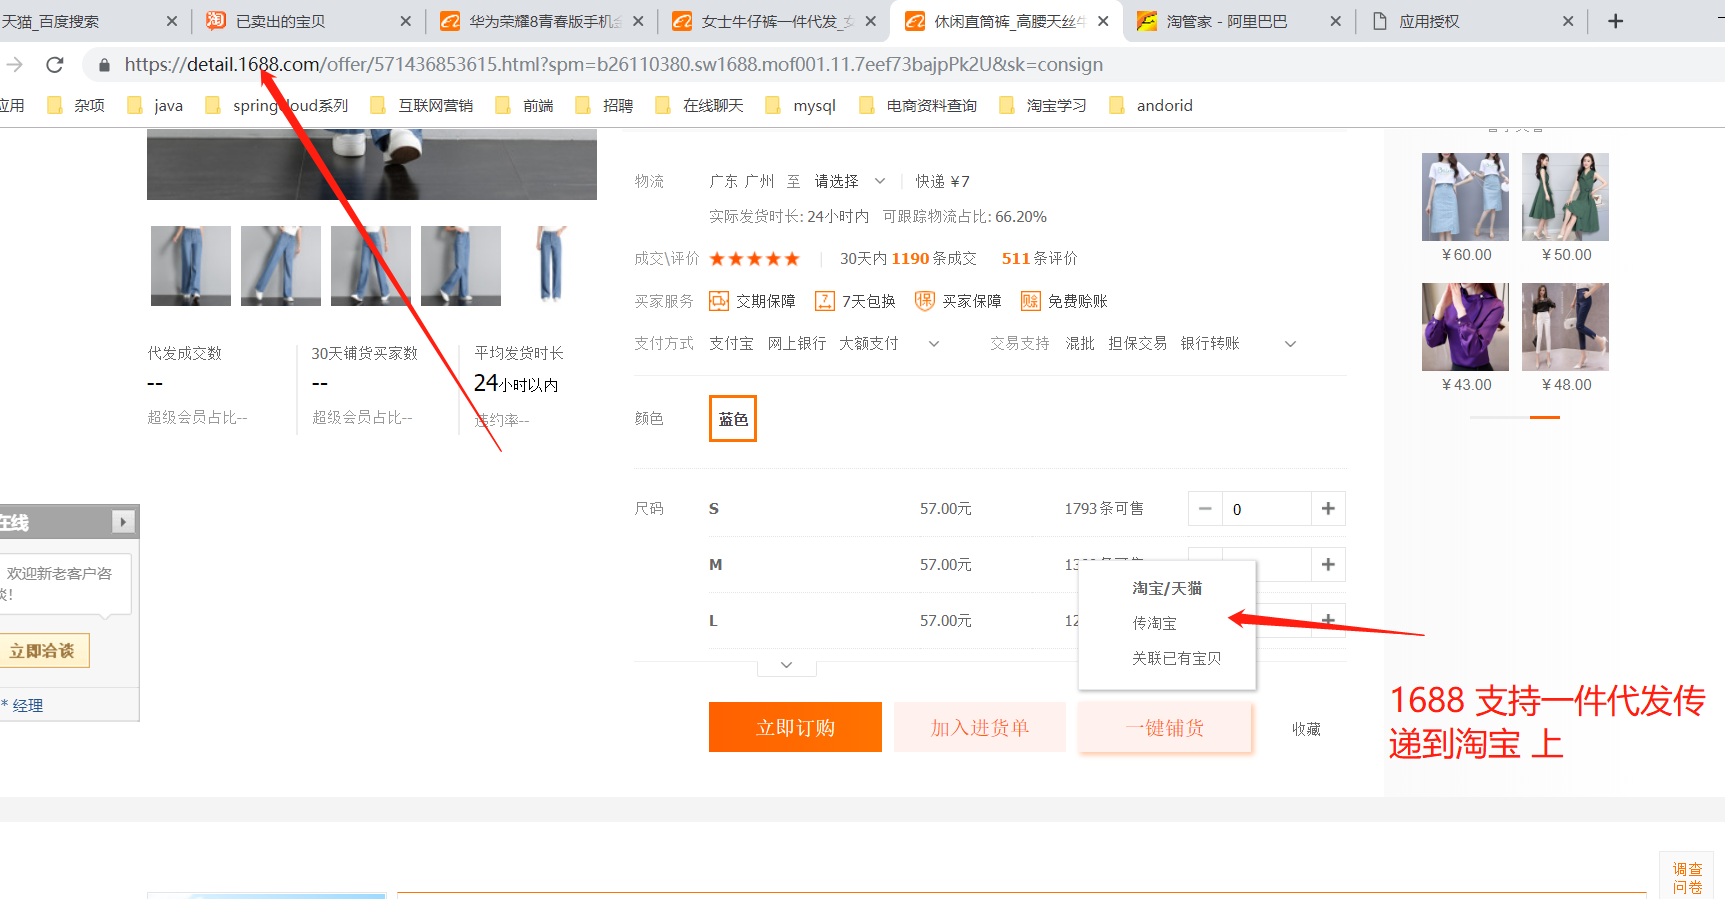 天猫_百度搜索
已卖出的宝贝
华为荣耀8青春版手机
女士牛仔裤一件代发_
休闲直筒裤_高腰天丝牛
淘管家 - 阿里巴巴
应用授权
https://detail.1688.com/offer/571436853615.html?spm=b26110380.sw1688.mof001.11.7eef73bajpPk2U&sk=consign
应用
杂项
java
springcloud系列
互联网营销
前端
招聘
在线聊天
mysql
电商资料查询
淘宝学习
andorid
物流 广东 广州 至 请选择 快递 ¥7
实际发货时长: 24小时内 可跟踪物流占比: 66.20%
成交\评价 30天内 1190 条成交 511 条评价
买家服务 交期保障 7天包换 买家保障 免费赊账
支付方式 支付宝 网上银行 大额支付 交易支持 混批 担保交易 银行转账
¥60.00 ¥50.00
¥43.00 ¥48.00
代发成交数 30天铺货买家数 平均发货时长
-- -- 24小时以内
超级会员占比-- 超级会员占比-- 违约率--
颜色 蓝色
尺码 S 57.00元 1793条可售 0
M 57.00元
L 57.00元
淘宝/天猫
传淘宝
关联已有宝贝
立即订购 加入进货单 一键铺货 收藏
在线
欢迎新老客户咨
谈！
立即洽谈
* 经理
1688 支持一件代发传
递到淘宝 上
调查
问卷